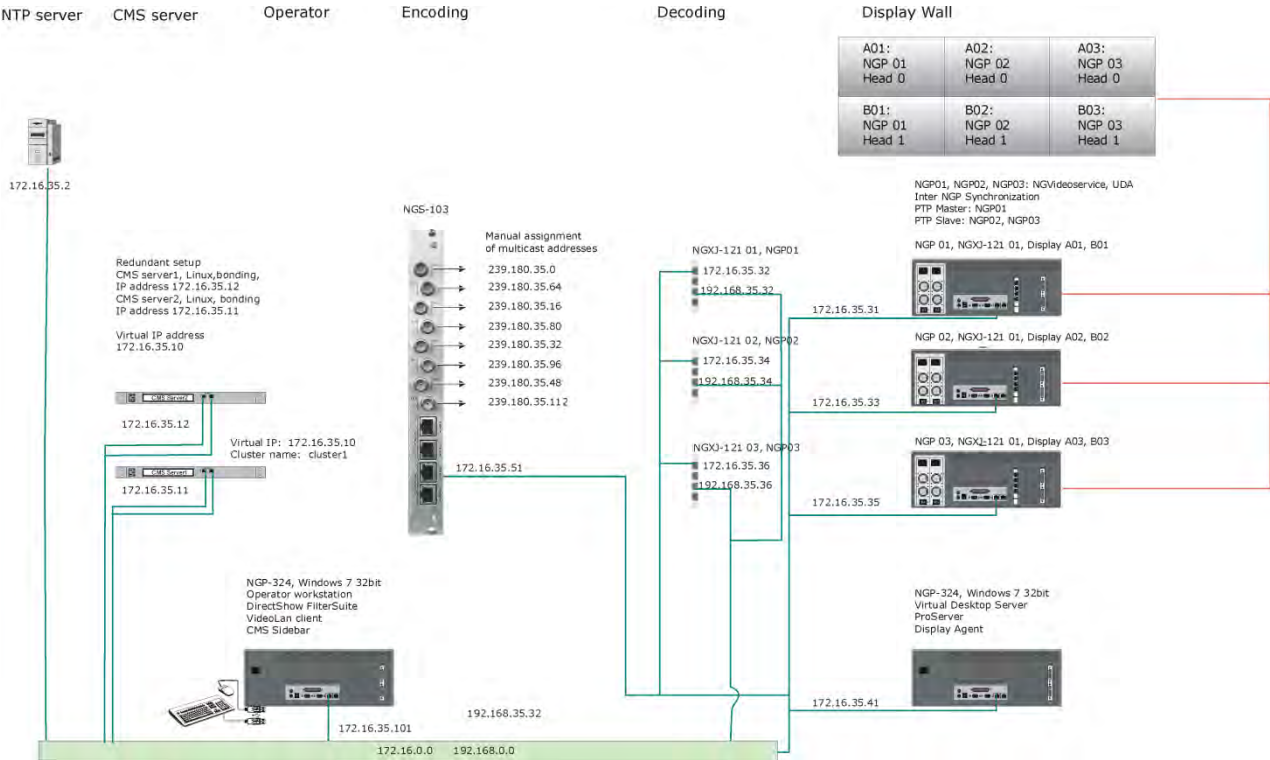 NTP server
CMS server
Operator
Encoding
Decoding
Display Wall
A01:
NGP 01
Head 0
A02:
NGP 02
Head 0
A03:
NGP 03
Head 0
B01:
NGP 01
Head 1
B02:
NGP 02
Head 1
B03:
NGP 03
Head 1
172.16.35.2
Redundant setup
CMS server1, Linux,bonding,
IP address 172.16.35.12
CMS server2, Linux, bonding
IP address 172.16.35.11
Virtual IP address
172.16.35.10
CMS Server2
172.16.35.12
Virtual IP: 172.16.35.10
Cluster name: cluster1
CMS Server1
172.16.35.11
NGP-324, Windows 7 32bit
Operator workstation
DirectShow FilterSuite
VideoLan client
CMS Sidebar
172.16.35.101
NGS-103
Manual assignment
of multicast addresses
239.180.35.0
239.180.35.64
239.180.35.16
239.180.35.80
239.180.35.32
239.180.35.96
239.180.35.48
239.180.35.112
172.16.35.51
NGXJ-121 01, NGP01
172.16.35.32
192.168.35.32
NGXJ-121 02, NGP02
172.16.35.34
192.168.35.34
NGXJ-121 03, NGP03
172.16.35.36
192.168.35.36
NGP01, NGP02, NGP03: NGVideoservice, UDA
Inter NGP Synchronization
PTP Master: NGP01
PTP Slave: NGP02, NGP03
NGP 01, NGXJ-121 01, Display A01, B01
172.16.35.31
NGP 02, NGXJ-121 01, Display A02, B02
172.16.35.33
NGP 03, NGXJ-121 01, Display A03, B03
172.16.35.35
NGP-324, Windows 7 32bit
Virtual Desktop Server
ProServer
Display Agent
172.16.35.41
192.168.35.32
172.16.0.0 192.168.0.0